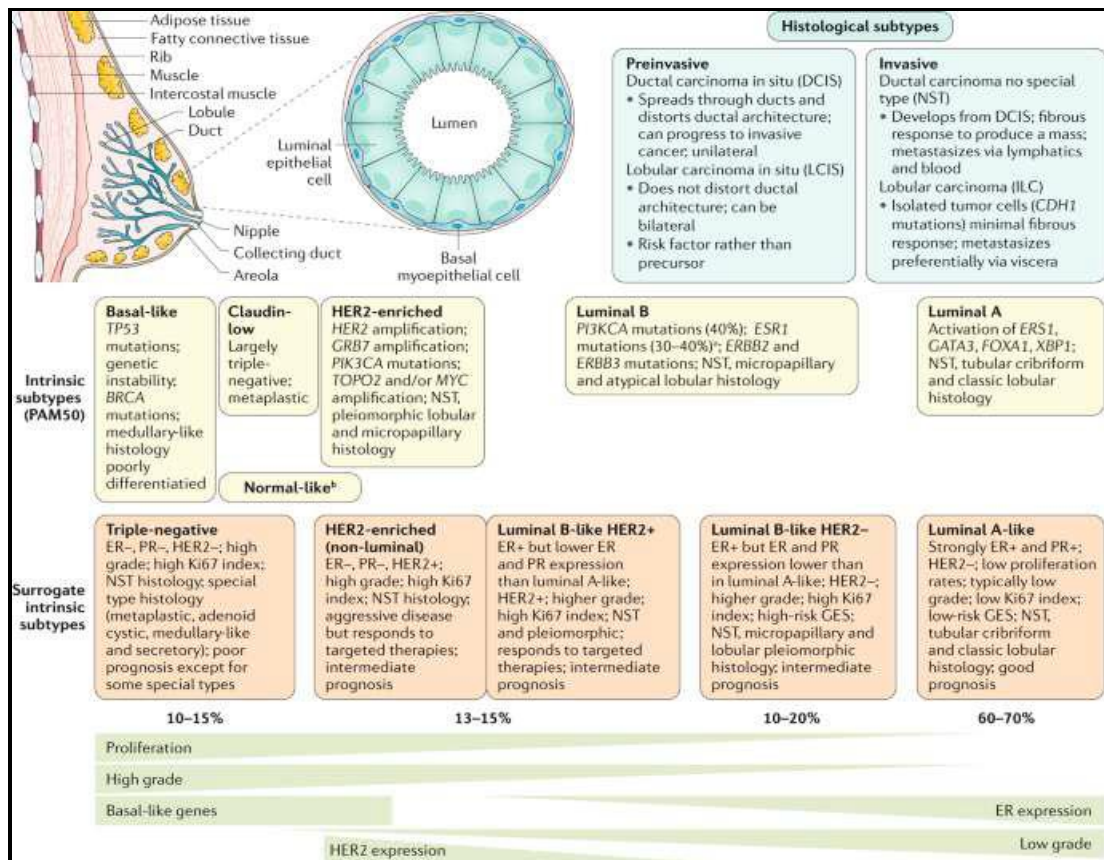 Adipose tissue
Fatty connective tissue
Rib
Muscle
Intercostal muscle
Lobule
Duct
Nipple
Collecting duct
Areola
Lumen
Luminal
epithelial
cell
Basal
myoepithelial cell
Histological subtypes
Preinvasive
Ductal carcinoma in situ (DCIS)
• Spreads through ducts and
distorts ductal architecture;
can progress to invasive
cancer; unilateral
Lobular carcinoma in situ (LCIS)
• Does not distort ductal
architecture; can be
bilateral
• Risk factor rather than
precursor
Invasive
Ductal carcinoma no special
type (NST)
• Develops from DCIS; fibrous
response to produce a mass;
metastasizes via lymphatics
and blood
Lobular carcinoma (ILC)
• Isolated tumor cells (CDH1
mutations) minimal fibrous
response; metastasizes
preferentially via viscera
Intrinsic
subtypes
(PAM50)
Basal-like
TP53
mutations;
genetic
instability;
BRCA
mutations;
medullary-like
histology
poorly
differentiatied
Claudin-
low
Largely
triple-
negative;
metaplastic
Normal-likeᵇ
HER2-enriched
HER2 amplification;
GRB7 amplification;
PIK3CA mutations;
TOPO2 and/or MYC
amplification; NST,
pleiomorphic lobular
and micropapillary
histology
Luminal B
PI3KCA mutations (40%); ESR1
mutations (30–40%)ᵃ; ERBB2 and
ERBB3 mutations; NST, micropapillary
and atypical lobular histology
Luminal A
Activation of ERS1,
GATA3, FOXA1, XBP1;
NST, tubular cribriform
and classic lobular
histology
Surrogate
intrinsic
subtypes
Triple-negative
ER–, PR–, HER2–; high
grade; high Ki67 index;
NST histology; special
type histology
(metaplastic, adenoid
cystic, medullary-like
and secretory); poor
prognosis except for
some special types
HER2-enriched
(non-luminal)
ER–, PR–, HER2+;
high grade; high Ki67
index; NST histology;
aggressive disease
but responds to
targeted therapies;
intermediate
prognosis
Luminal B-like HER2+
ER+ but lower ER
and PR expression
than luminal A-like;
HER2+; higher grade;
high Ki67 index; NST
and pleiomorphic;
responds to targeted
therapies; intermediate
prognosis
Luminal B-like HER2–
ER+ but ER and PR
expression lower than
in luminal A-like; HER2–;
higher grade; high Ki67
index; high-risk GES;
NST, micropapillary and
lobular pleiomorphic
histology; intermediate
prognosis
Luminal A-like
Strongly ER+ and PR+;
HER2–; low proliferation
rates; typically low
grade; low Ki67 index;
low-risk GES; NST,
tubular cribriform
and classic lobular
histology; good
prognosis
10–15%
13–15%
10–20%
60–70%
Proliferation
High grade
Basal-like genes
ER expression
HER2 expression
Low grade